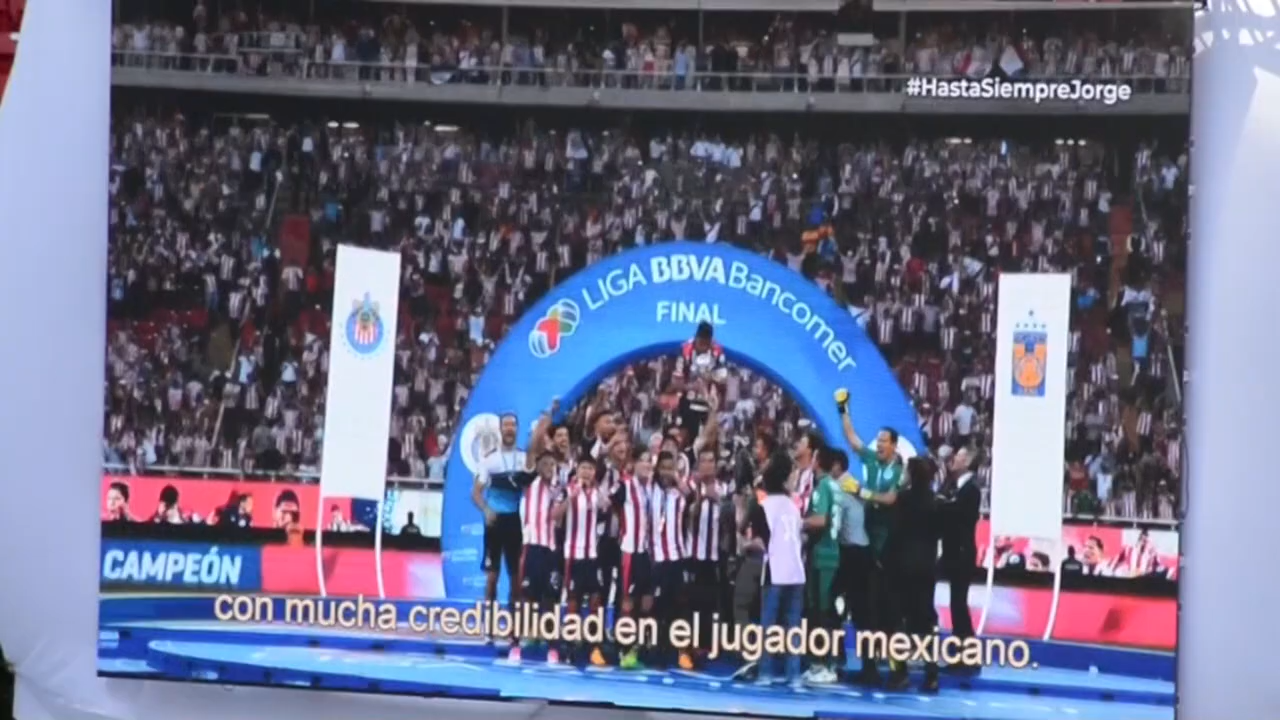 #HastaSiempreJorge
LIGA BBVA Bancomer
FINAL
CAMPEÓN
con mucha credibilidad en el jugador mexicano.